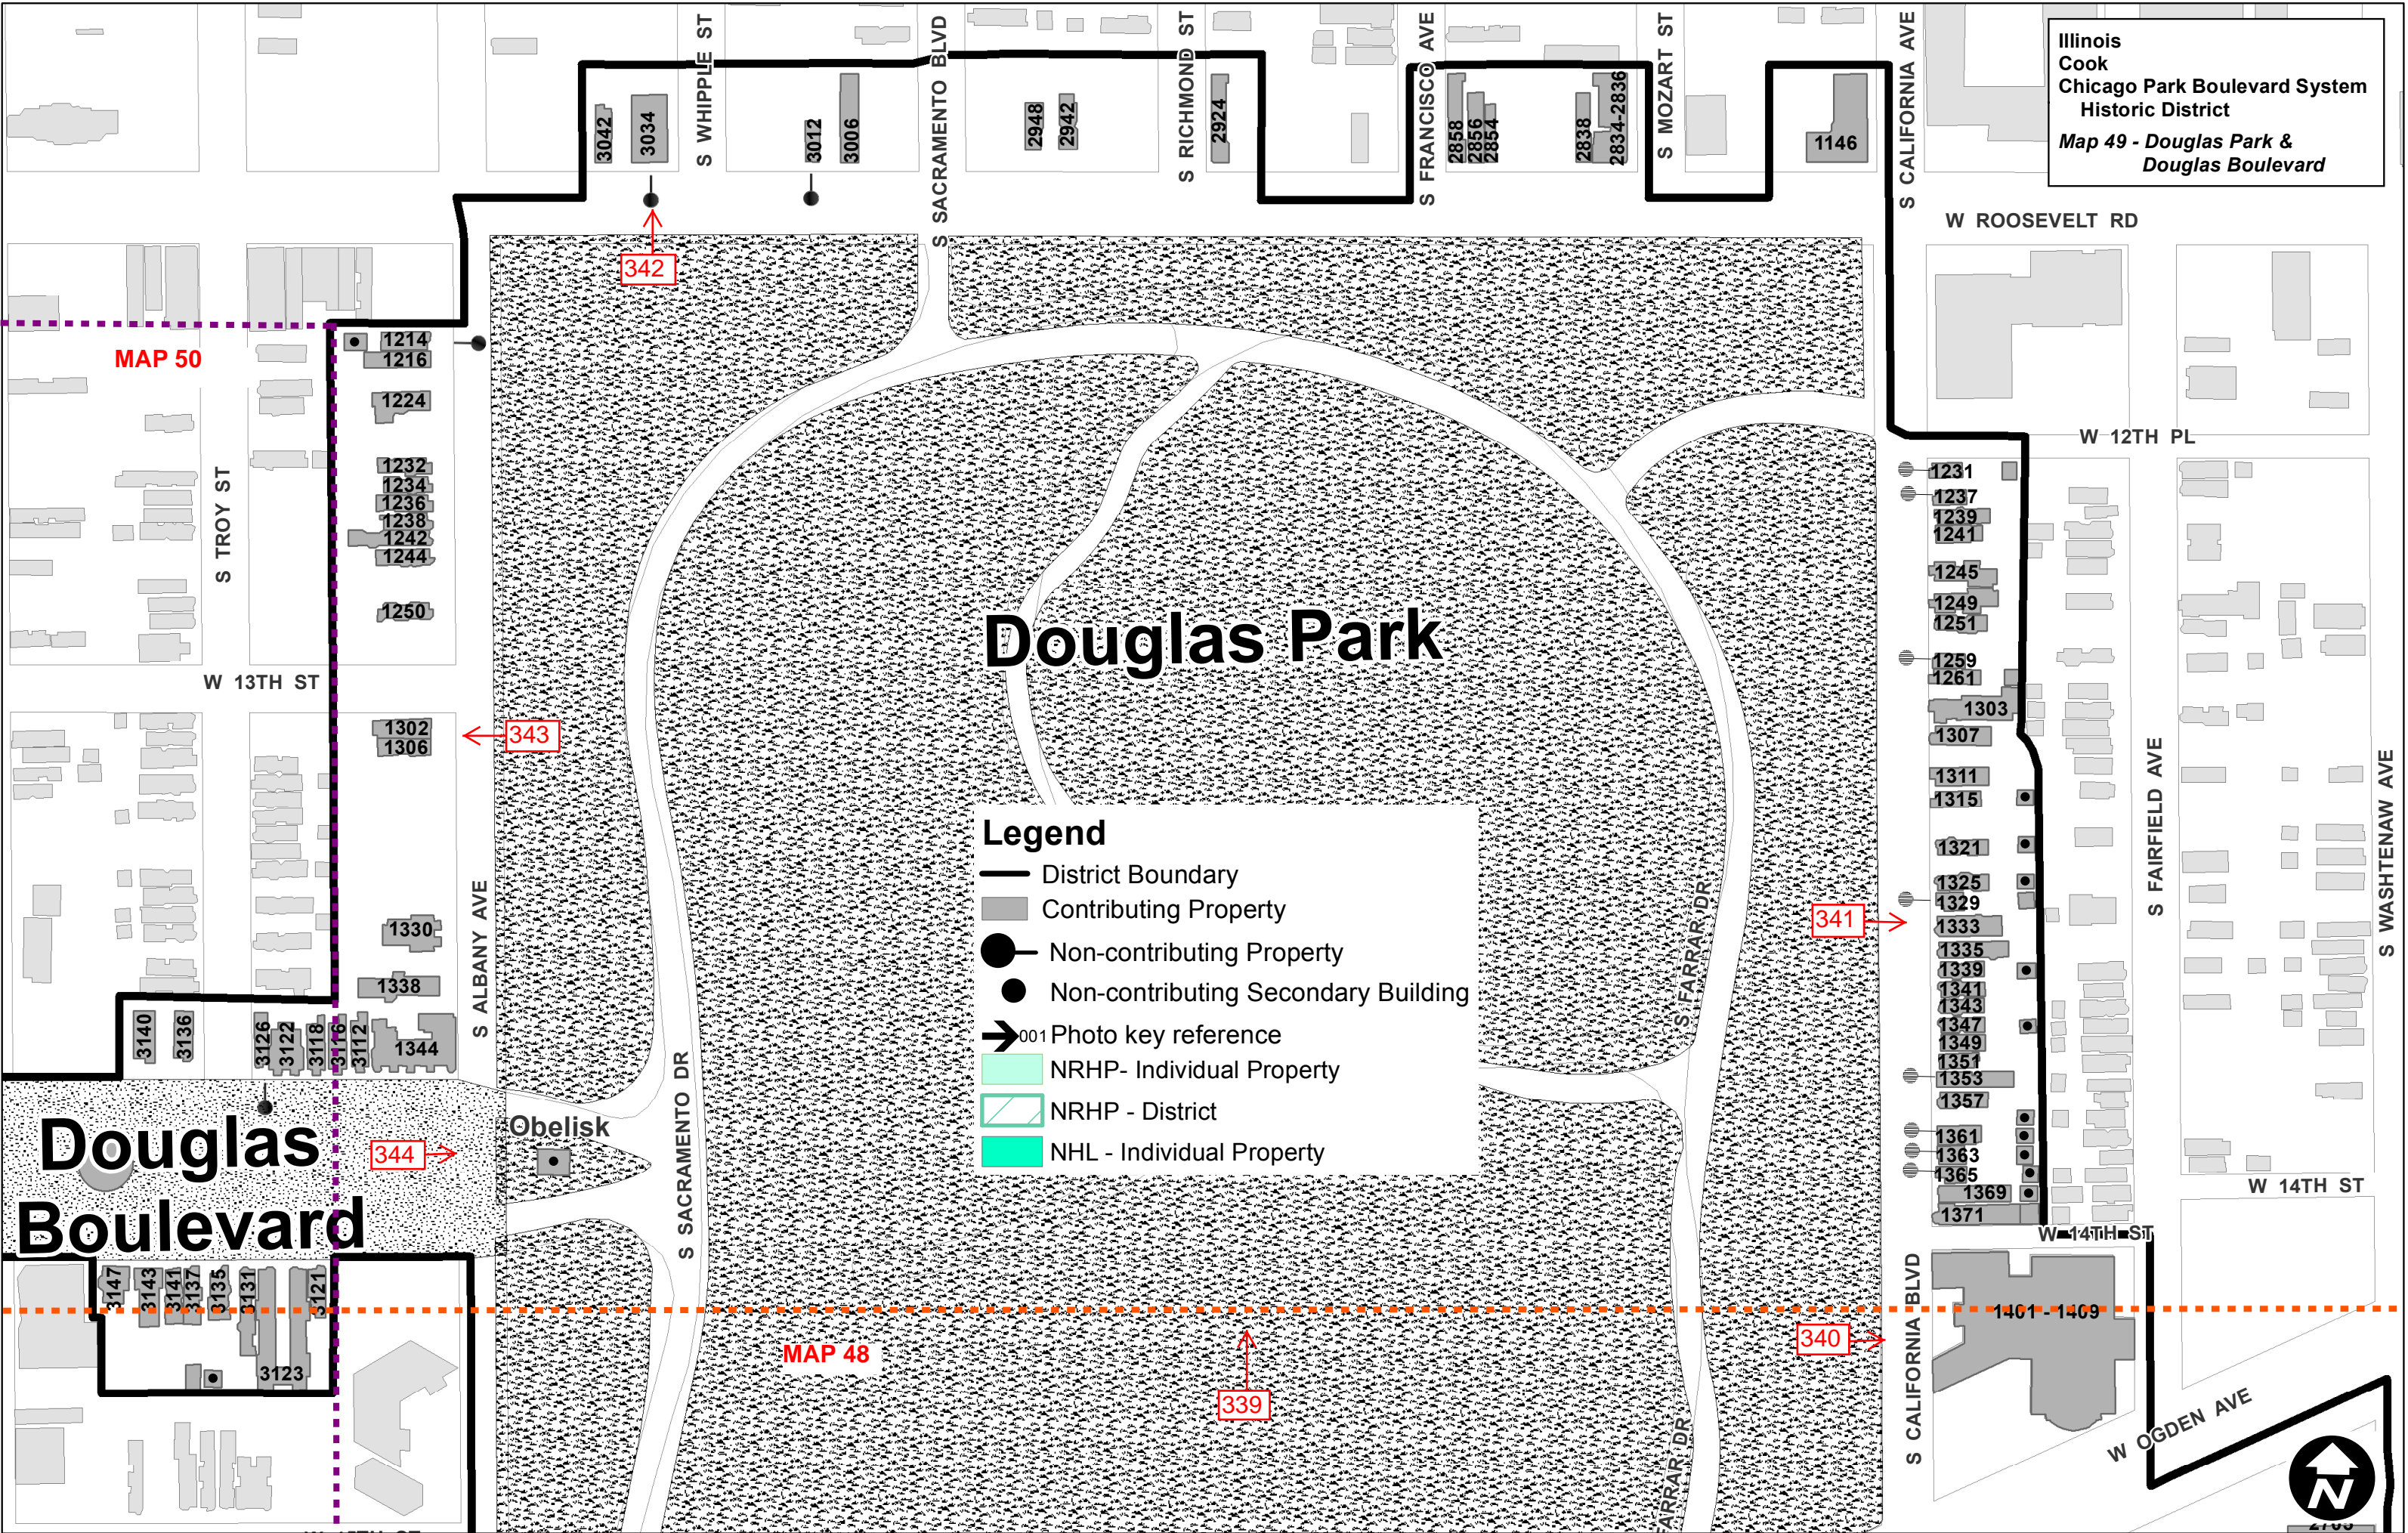 Illinois
Cook
Chicago Park Boulevard System
Historic District
Map 49 - Douglas Park &
Douglas Boulevard
S WHIPPLE ST
S SACRAMENTO BLVD
S RICHMOND ST
S FRANCISCO AVE
S MOZART ST
S CALIFORNIA AVE
3042
3034
3012
3006
2948
2942
2924
2858
2856
2854
2838
2834-2836
1146
W ROOSEVELT RD
342
MAP 50
1214
1216
1224
1232
1234
1236
1238
1242
1244
1250
S TROY ST
W 13TH ST
1302
1306
343
1330
1338
S ALBANY AVE
3140
3136
3126
3122
3118
3116
3112
1344
Douglas Park
W 12TH PL
1231
1237
1239
1241
1245
1249
1251
1259
1261
1303
1307
1311
1315
1321
1325
1329
1333
1335
1339
1341
1343
1347
1349
1351
1353
1357
1361
1363
1365
1369
1371
341
S FAIRFIELD AVE
S WASHTENAW AVE
S FARRAR DR
Legend
District Boundary
Contributing Property
Non-contributing Property
Non-contributing Secondary Building
001 Photo key reference
NRHP- Individual Property
NRHP - District
NHL - Individual Property
Douglas
Boulevard
344
Obelisk
S SACRAMENTO DR
W 14TH ST
W 14TH ST
3147
3143
3141
3137
3135
3131
3123
3121
MAP 48
339
340
S CALIFORNIA BLVD
1401 - 1409
W OGDEN AVE
ARRAR DR
N